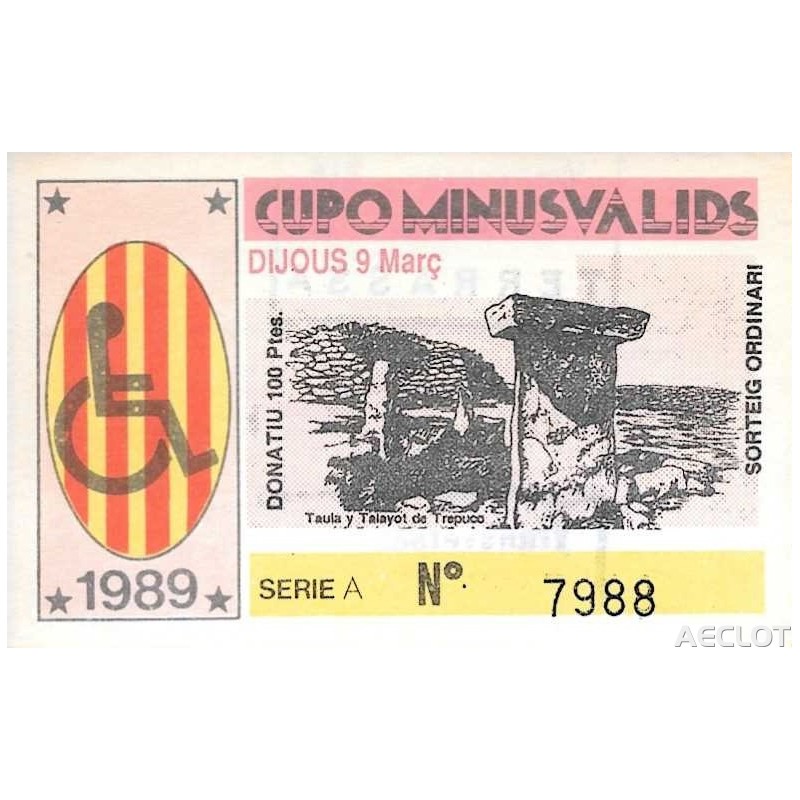 CUPO MINUSVALIDS
DIJOUS 9 Març
DONATIU 100 Ptes.
SORTEIG ORDINARI
Taula y Talayot de Trepuco
1989
SERIE A Nº. 7988
AECLOT